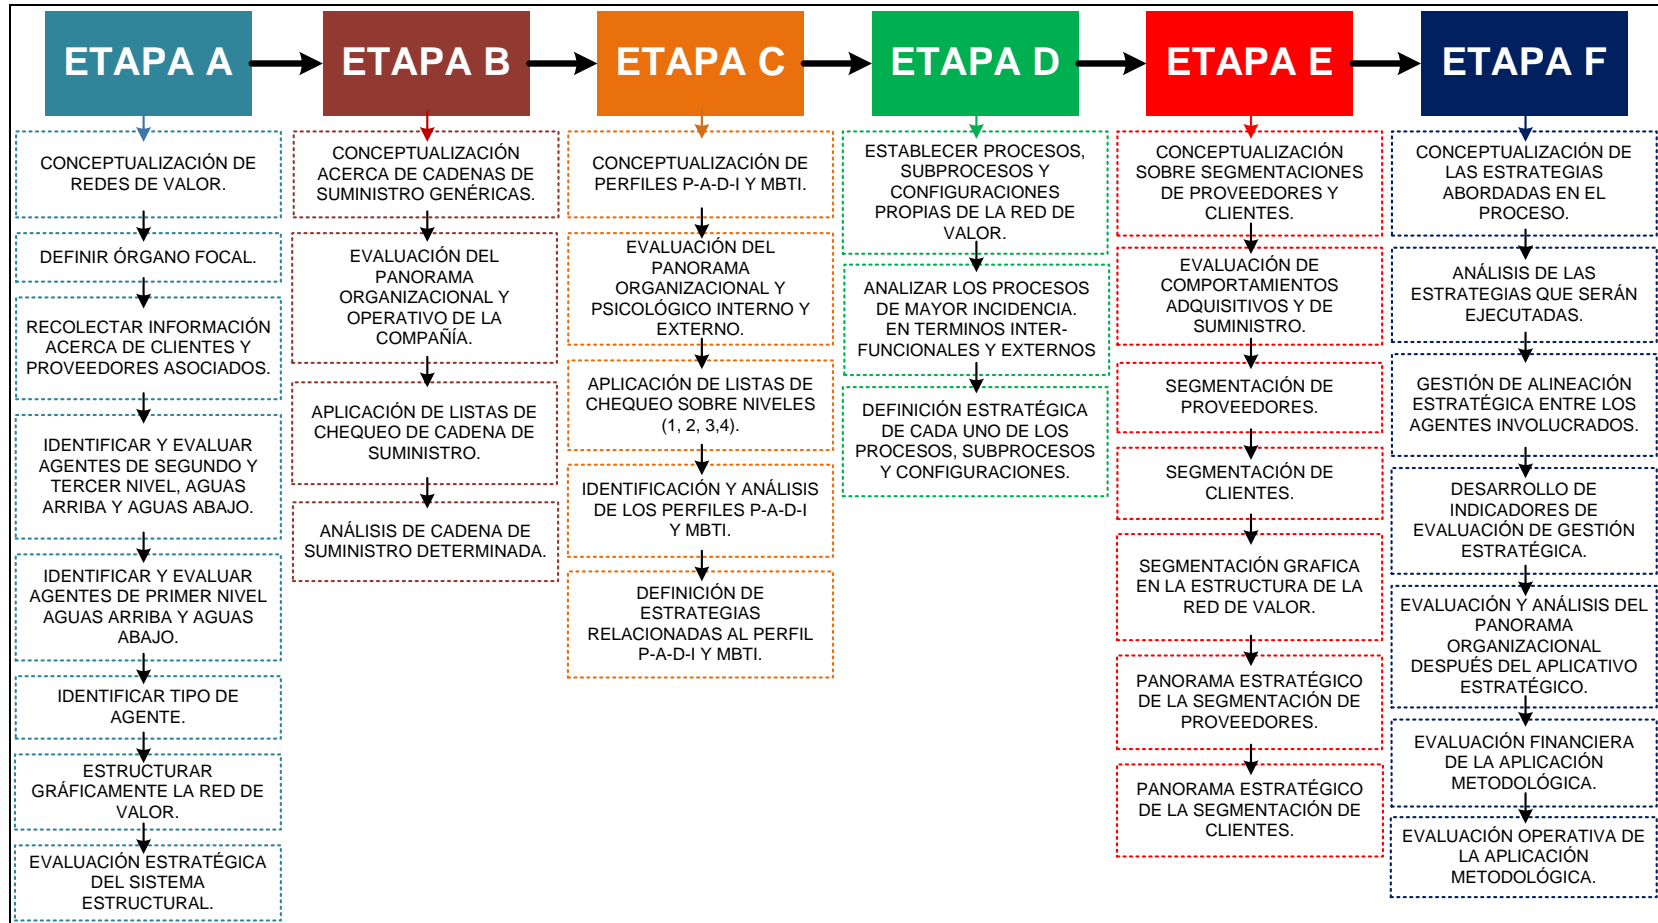 ETAPA A
ETAPA B
ETAPA C
ETAPA D
ETAPA E
ETAPA F
CONCEPTUALIZACIÓN DE
REDES DE VALOR.
DEFINIR ÓRGANO FOCAL.
RECOLECTAR INFORMACIÓN
ACERCA DE CLIENTES Y
PROVEEDORES ASOCIADOS.
IDENTIFICAR Y EVALUAR
AGENTES DE SEGUNDO Y
TERCER NIVEL, AGUAS
ARRIBA Y AGUAS ABAJO.
IDENTIFICAR Y EVALUAR
AGENTES DE PRIMER NIVEL
AGUAS ARRIBA Y AGUAS
ABAJO.
IDENTIFICAR TIPO DE
AGENTE.
ESTRUCTURAR
GRÁFICAMENTE LA RED DE
VALOR.
EVALUACIÓN ESTRATÉGICA
DEL SISTEMA
ESTRUCTURAL.
CONCEPTUALIZACIÓN
ACERCA DE CADENAS DE
SUMINISTRO GENÉRICAS.
EVALUACIÓN DEL
PANORAMA
ORGANIZACIONAL Y
OPERATIVO DE LA
COMPAÑÍA.
APLICACIÓN DE LISTAS DE
CHEQUEO DE CADENA DE
SUMINISTRO.
ANÁLISIS DE CADENA DE
SUMINISTRO DETERMINADA.
CONCEPTUALIZACIÓN DE
PERFILES P-A-D-I Y MBTI.
EVALUACIÓN DEL
PANORAMA
ORGANIZACIONAL Y
PSICOLÓGICO INTERNO Y
EXTERNO.
APLICACIÓN DE LISTAS DE
CHEQUEO SOBRE NIVELES
(1, 2, 3,4).
IDENTIFICACIÓN Y ANÁLISIS
DE LOS PERFILES P-A-D-I
Y MBTI.
DEFINICIÓN DE
ESTRATEGIAS
RELACIONADAS AL PERFIL
P-A-D-I Y MBTI.
ESTABLECER PROCESOS,
SUBPROCESOS Y
CONFIGURACIONES
PROPIAS DE LA RED DE
VALOR.
ANALIZAR LOS PROCESOS
DE MAYOR INCIDENCIA.
EN TERMINOS INTER-
FUNCIONALES Y EXTERNOS
DEFINICIÓN ESTRATÉGICA
DE CADA UNO DE LOS
PROCESOS, SUBPROCESOS
Y CONFIGURACIONES.
CONCEPTUALIZACIÓN
SOBRE SEGMENTACIONES
DE PROVEEDORES Y
CLIENTES.
EVALUACIÓN DE
COMPORTAMIENTOS
ADQUISITIVOS Y DE
SUMINISTRO.
SEGMENTACIÓN DE
PROVEEDORES.
SEGMENTACIÓN DE
CLIENTES.
SEGMENTACIÓN GRAFICA
EN LA ESTRUCTURA DE LA
RED DE VALOR.
PANORAMA ESTRATÉGICO
DE LA SEGMENTACIÓN DE
PROVEEDORES.
PANORAMA ESTRATÉGICO
DE LA SEGMENTACIÓN DE
CLIENTES.
CONCEPTUALIZACIÓN DE
LAS ESTRATEGIAS
ABORDADAS EN EL
PROCESO.
ANÁLISIS DE LAS
ESTRATEGIAS QUE SERÁN
EJECUTADAS.
GESTIÓN DE ALINEACIÓN
ESTRATÉGICA ENTRE LOS
AGENTES INVOLUCRADOS.
DESARROLLO DE
INDICADORES DE
EVALUACIÓN DE GESTIÓN
ESTRATÉGICA.
EVALUACIÓN Y ANÁLISIS DEL
PANORAMA
ORGANIZACIONAL
DESPUÉS DEL APLICATIVO
ESTRATÉGICO.
EVALUACIÓN FINANCIERA
DE LA APLICACIÓN
METODOLÓGICA.
EVALUACIÓN OPERATIVA DE
LA APLICACIÓN
METODOLÓGICA.